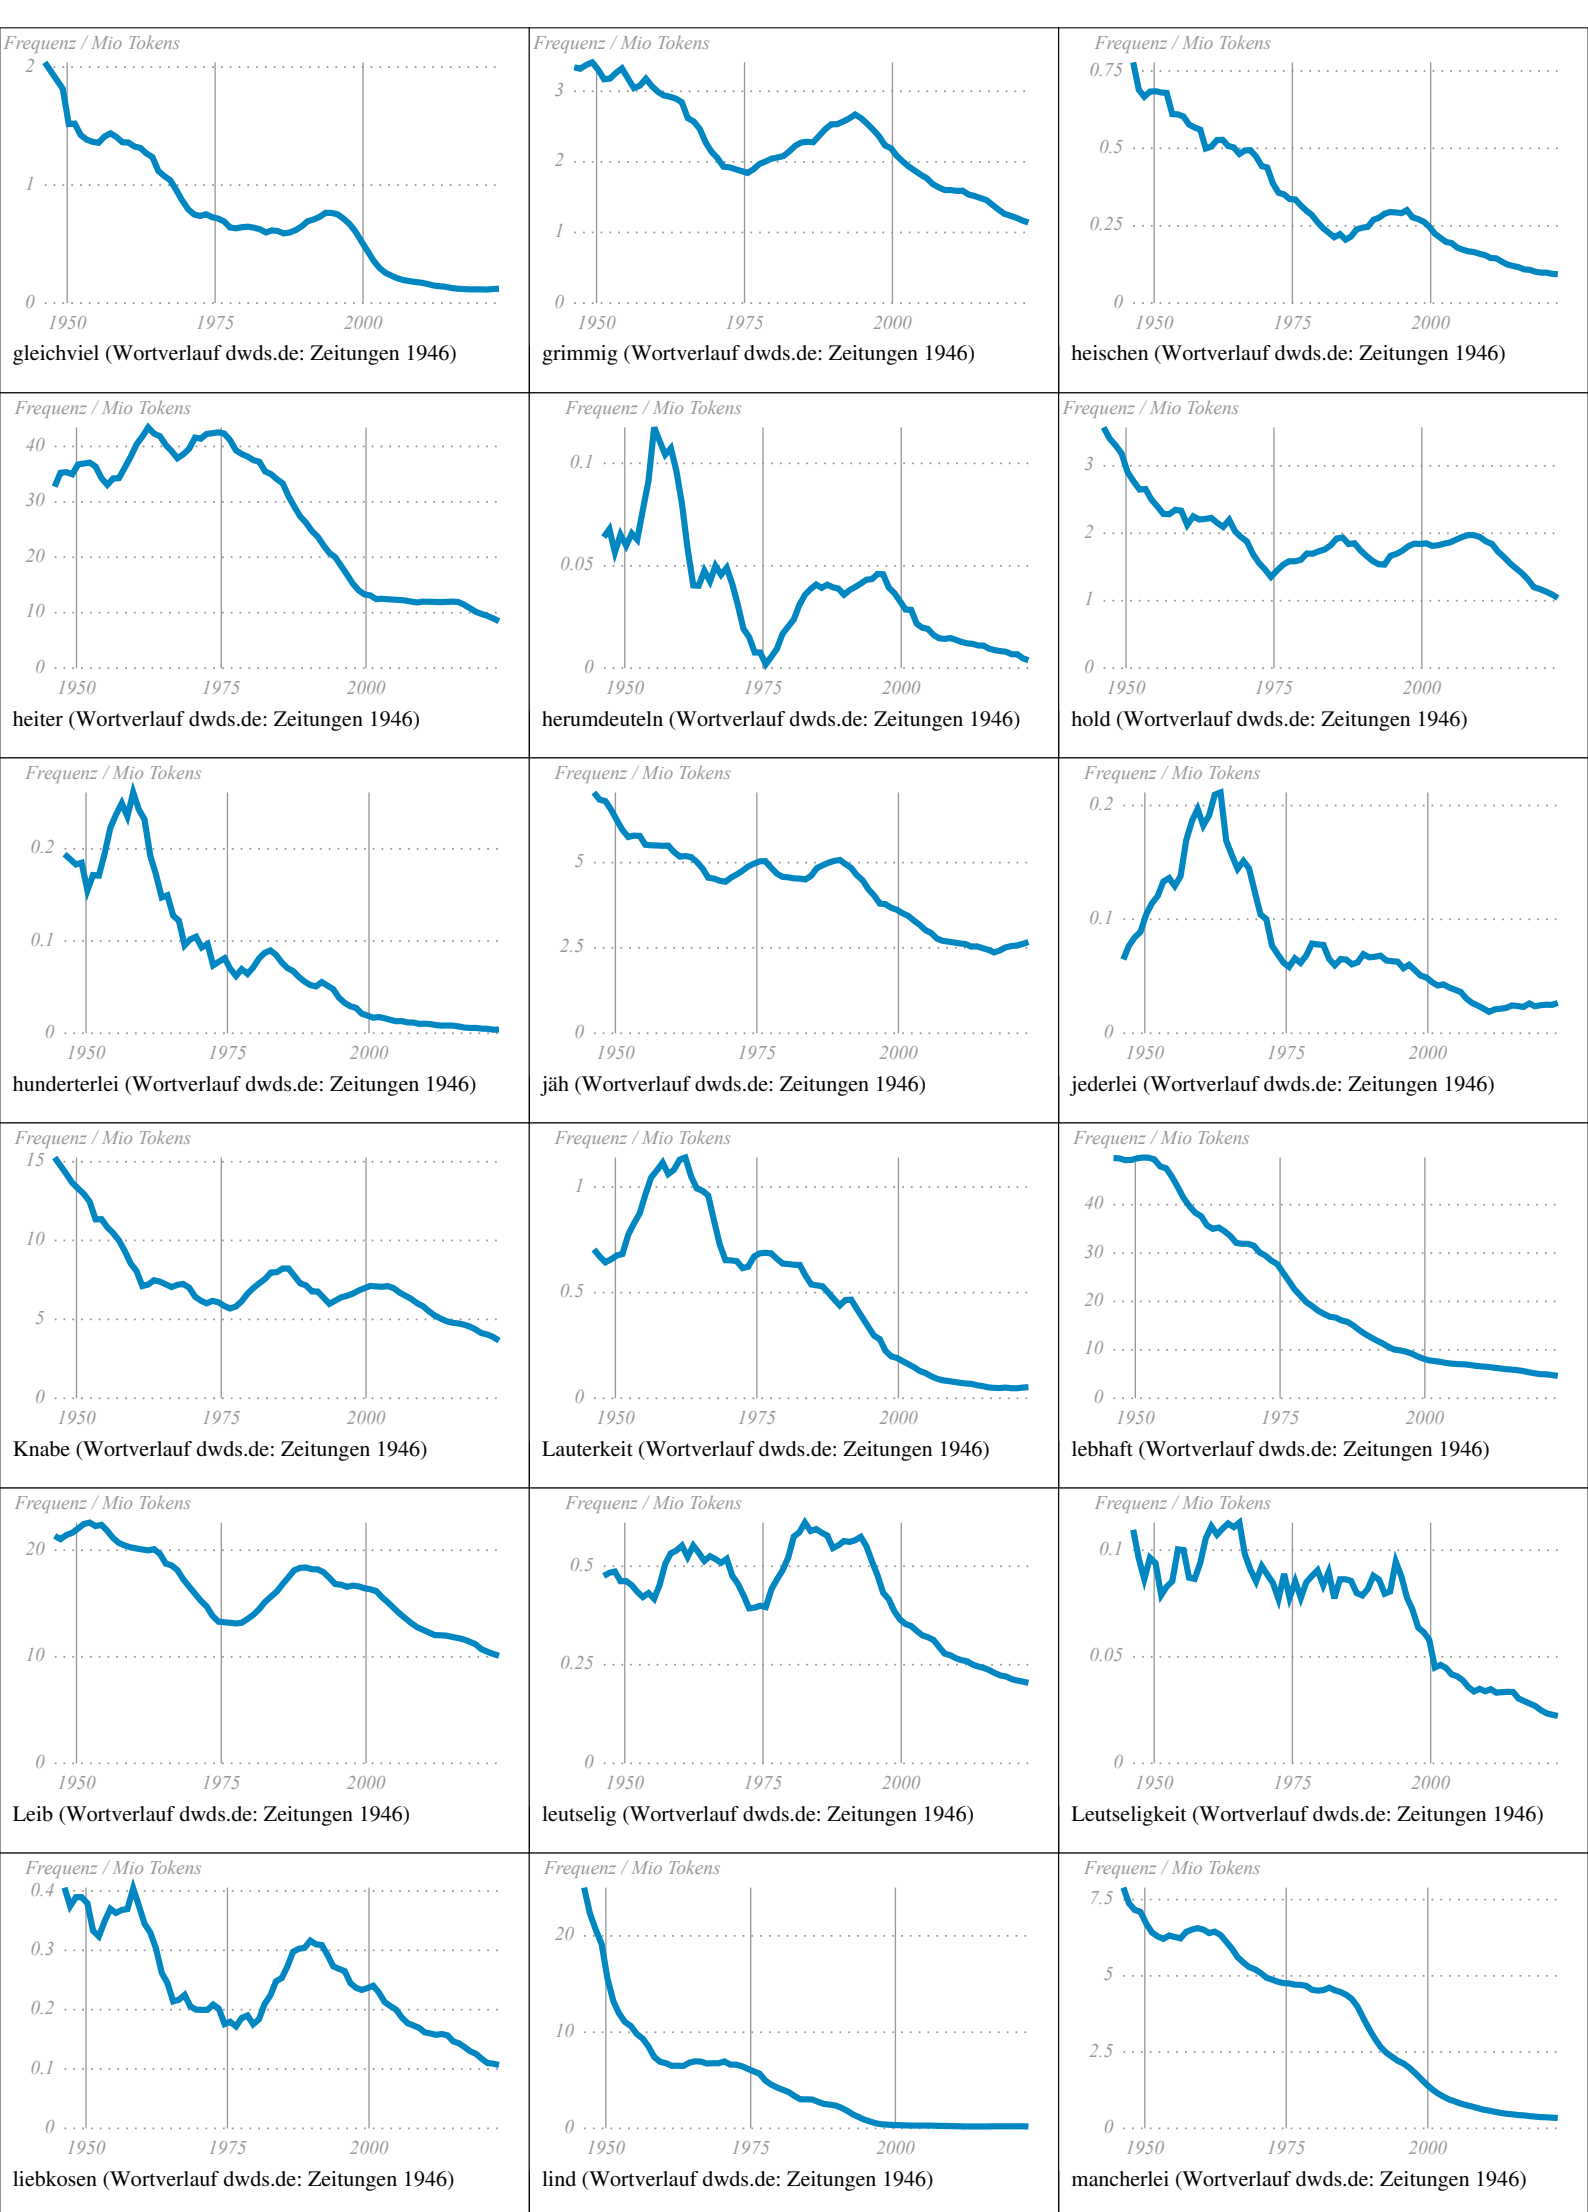 Frequenz / Mio Tokens
2
1
0
1950 1975 2000
gleichviel (Wortverlauf dwds.de: Zeitungen 1946)
Frequenz / Mio Tokens
3
2
1
0
1950 1975 2000
grimmig (Wortverlauf dwds.de: Zeitungen 1946)
Frequenz / Mio Tokens
0.75
0.5
0.25
0
1950 1975 2000
heischen (Wortverlauf dwds.de: Zeitungen 1946)
Frequenz / Mio Tokens
40
30
20
10
0
1950 1975 2000
heiter (Wortverlauf dwds.de: Zeitungen 1946)
Frequenz / Mio Tokens
0.1
0.05
0
1950 1975 2000
herumdeuteln (Wortverlauf dwds.de: Zeitungen 1946)
Frequenz / Mio Tokens
3
2
1
0
1950 1975 2000
hold (Wortverlauf dwds.de: Zeitungen 1946)
Frequenz / Mio Tokens
0.2
0.1
0
1950 1975 2000
hunderterlei (Wortverlauf dwds.de: Zeitungen 1946)
Frequenz / Mio Tokens
5
2.5
0
1950 1975 2000
jäh (Wortverlauf dwds.de: Zeitungen 1946)
Frequenz / Mio Tokens
0.2
0.1
0
1950 1975 2000
jederlei (Wortverlauf dwds.de: Zeitungen 1946)
Frequenz / Mio Tokens
15
10
5
0
1950 1975 2000
Knabe (Wortverlauf dwds.de: Zeitungen 1946)
Frequenz / Mio Tokens
1
0.5
0
1950 1975 2000
Lauterkeit (Wortverlauf dwds.de: Zeitungen 1946)
Frequenz / Mio Tokens
40
30
20
10
0
1950 1975 2000
lebhaft (Wortverlauf dwds.de: Zeitungen 1946)
Frequenz / Mio Tokens
20
10
0
1950 1975 2000
Leib (Wortverlauf dwds.de: Zeitungen 1946)
Frequenz / Mio Tokens
0.5
0.25
0
1950 1975 2000
leutselig (Wortverlauf dwds.de: Zeitungen 1946)
Frequenz / Mio Tokens
0.1
0.05
0
1950 1975 2000
Leutseligkeit (Wortverlauf dwds.de: Zeitungen 1946)
Frequenz / Mio Tokens
0.4
0.3
0.2
0.1
0
1950 1975 2000
liebkosen (Wortverlauf dwds.de: Zeitungen 1946)
Frequenz / Mio Tokens
20
10
0
1950 1975 2000
lind (Wortverlauf dwds.de: Zeitungen 1946)
Frequenz / Mio Tokens
7.5
5
2.5
0
1950 1975 2000
mancherlei (Wortverlauf dwds.de: Zeitungen 1946)